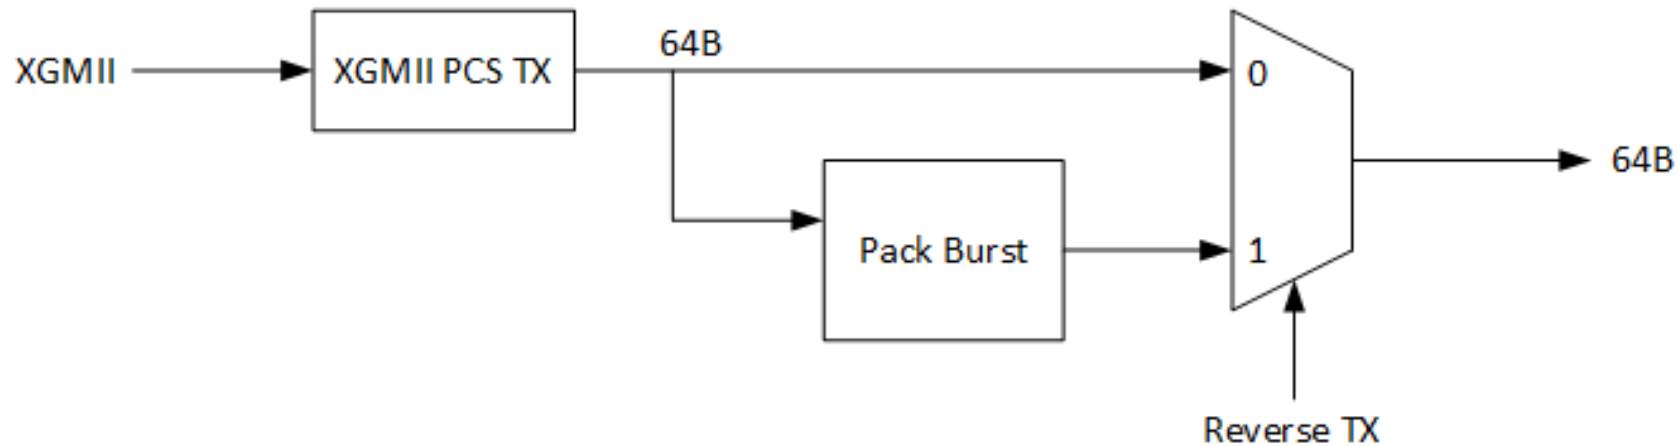 64B
XGMII
XGMII PCS TX
0
64B
Pack Burst
1
Reverse TX